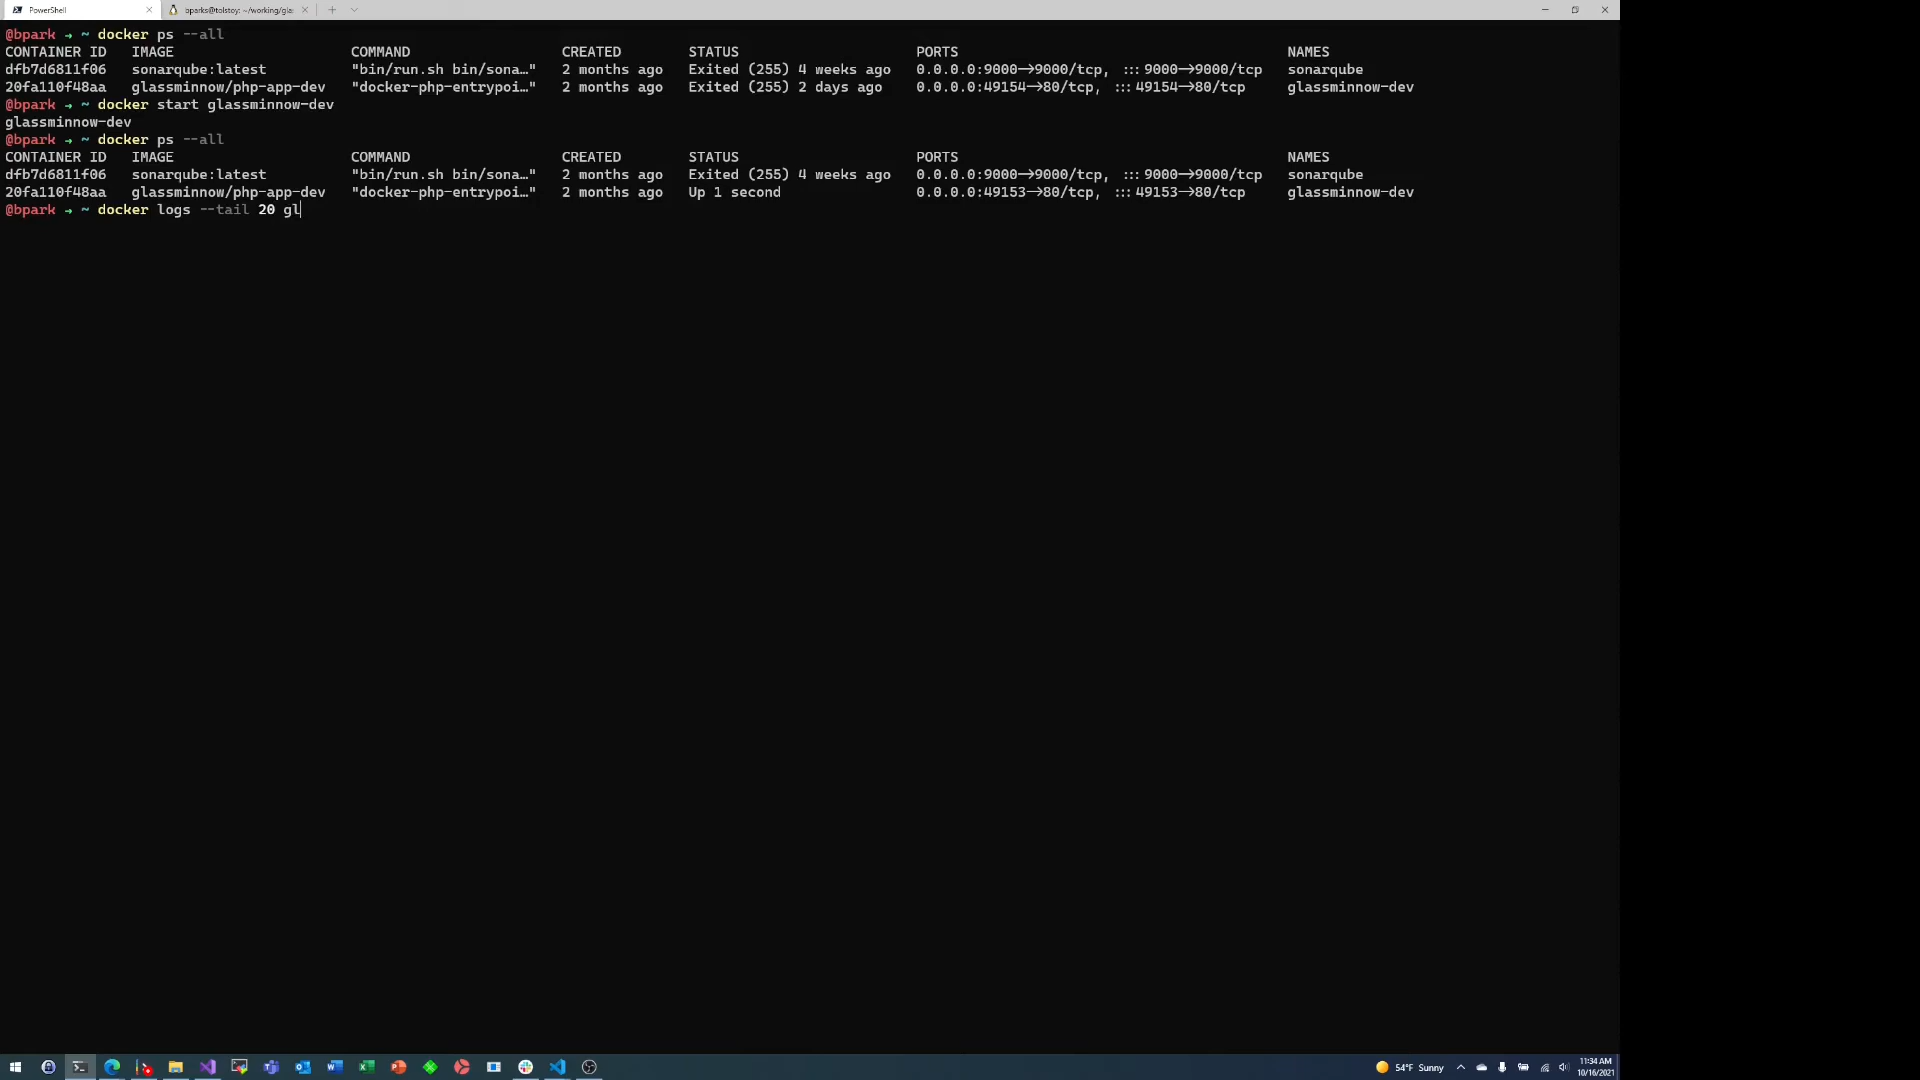 PowerShell
bparks@tolstoy: ~/working/gla
@bpark → ~ docker ps --all
CONTAINER ID IMAGE COMMAND CREATED STATUS PORTS NAMES
dfb7d6811f06 sonarqube:latest "bin/run.sh bin/sona…" 2 months ago Exited (255) 4 weeks ago 0.0.0.0:9000->9000/tcp, :::9000->9000/tcp sonarqube
20fa110f48aa glassminnow/php-app-dev "docker-php-entrypoi…" 2 months ago Exited (255) 2 days ago 0.0.0.0:49154->80/tcp, :::49154->80/tcp glassminnow-dev
@bpark → ~ docker start glassminnow-dev
glassminnow-dev
@bpark → ~ docker ps --all
CONTAINER ID IMAGE COMMAND CREATED STATUS PORTS NAMES
dfb7d6811f06 sonarqube:latest "bin/run.sh bin/sona…" 2 months ago Exited (255) 4 weeks ago 0.0.0.0:9000->9000/tcp, :::9000->9000/tcp sonarqube
20fa110f48aa glassminnow/php-app-dev "docker-php-entrypoi…" 2 months ago Up 1 second 0.0.0.0:49153->80/tcp, :::49153->80/tcp glassminnow-dev
@bpark → ~ docker logs --tail 20 gl
54°F Sunny
11:34 AM
10/16/2021